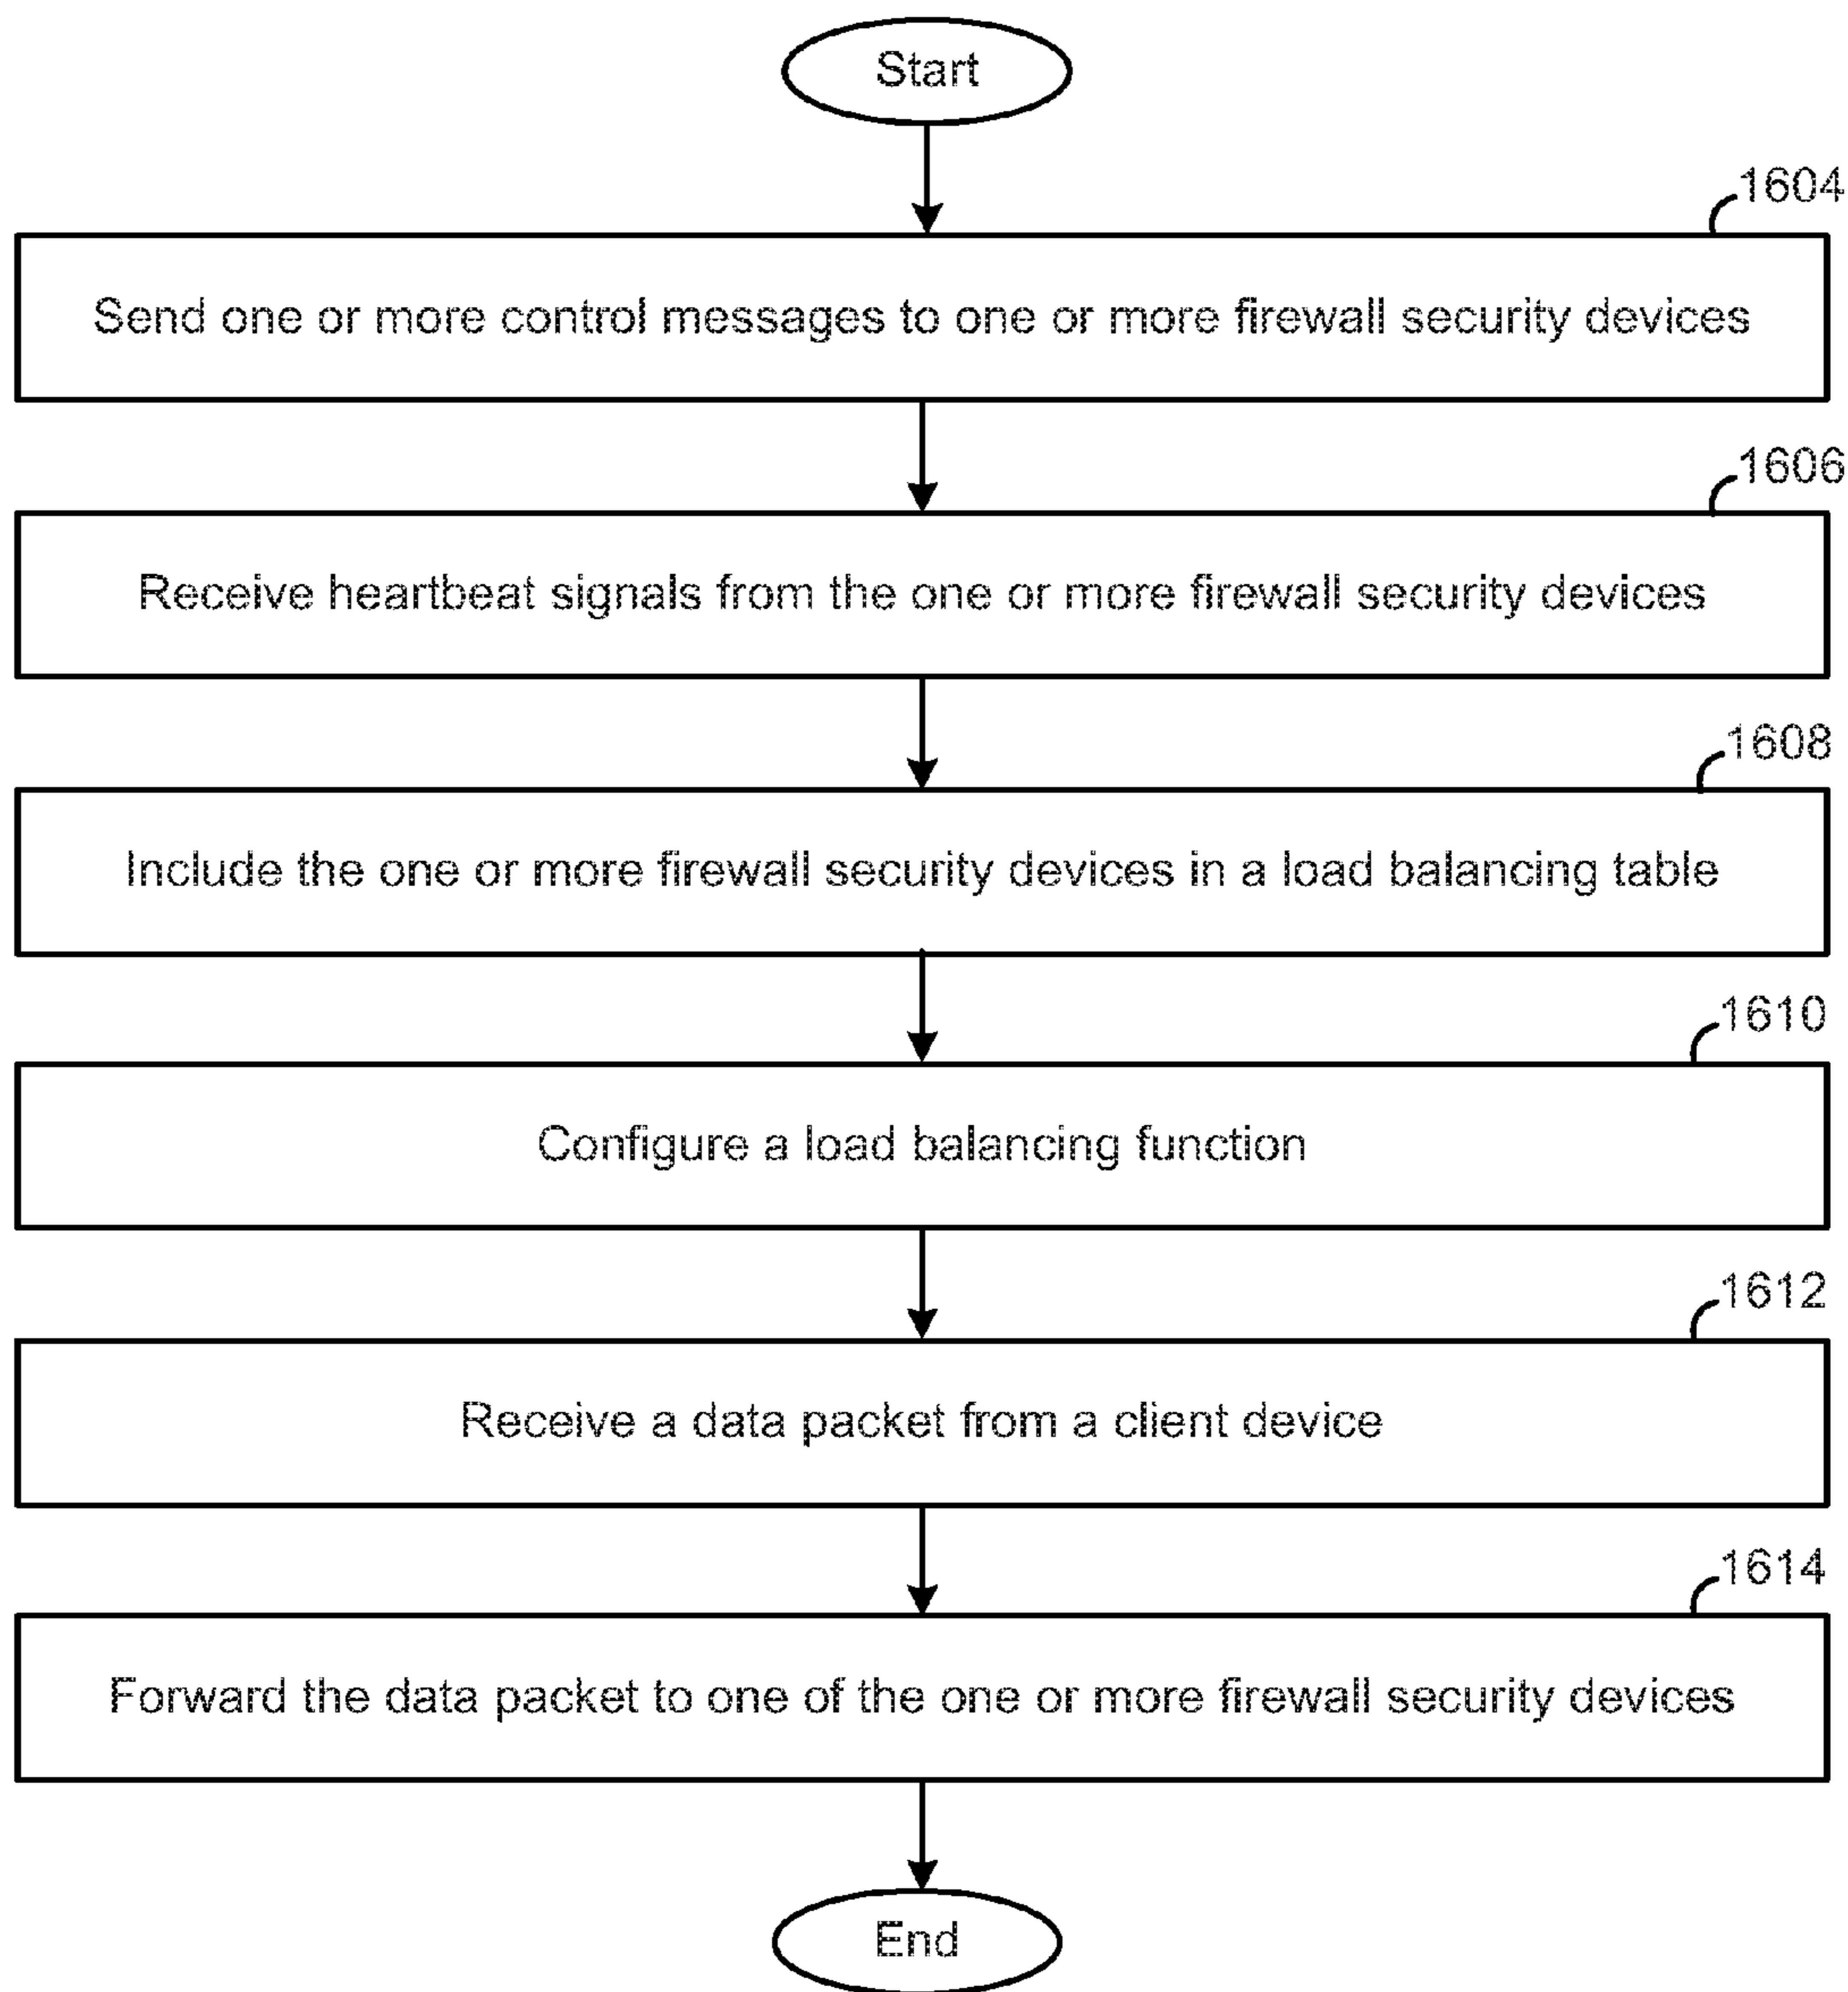 Start
1604
Send one or more control messages to one or more firewall security devices
1606
Receive heartbeat signals from the one or more firewall security devices
1608
Include the one or more firewall security devices in a load balancing table
1610
Configure a load balancing function
1612
Receive a data packet from a client device
1614
Forward the data packet to one of the one or more firewall security devices
End